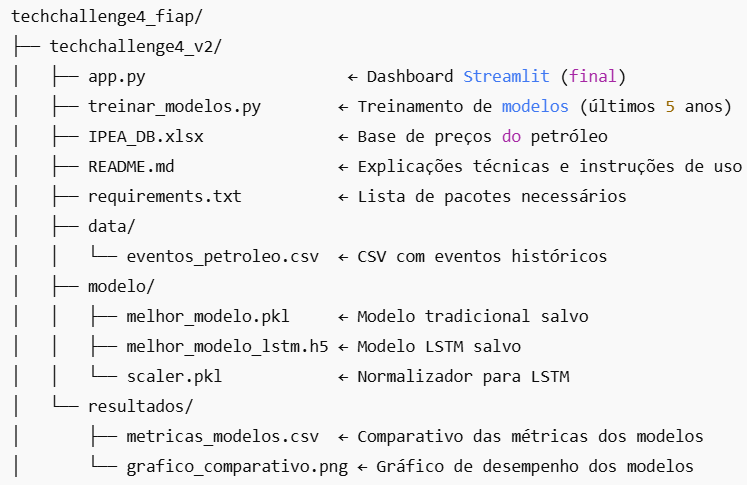 techchallenge4_fiap/
├── techchallenge4_v2/
│   ├── app.py                     ← Dashboard Streamlit (final)
│   ├── treinar_modelos.py        ← Treinamento de modelos (últimos 5 anos)
│   ├── IPEA_DB.xlsx              ← Base de preços do petróleo
│   ├── README.md                 ← Explicações técnicas e instruções de uso
│   ├── requirements.txt          ← Lista de pacotes necessários
│   ├── data/
│   │   └── eventos_petroleo.csv  ← CSV com eventos históricos
│   ├── modelo/
│   │   ├── melhor_modelo.pkl     ← Modelo tradicional salvo
│   │   ├── melhor_modelo_lstm.h5 ← Modelo LSTM salvo
│   │   └── scaler.pkl            ← Normalizador para LSTM
│   └── resultados/
│       ├── metricas_modelos.csv  ← Comparativo das métricas dos modelos
│       └── grafico_comparativo.png ← Gráfico de desempenho dos modelos